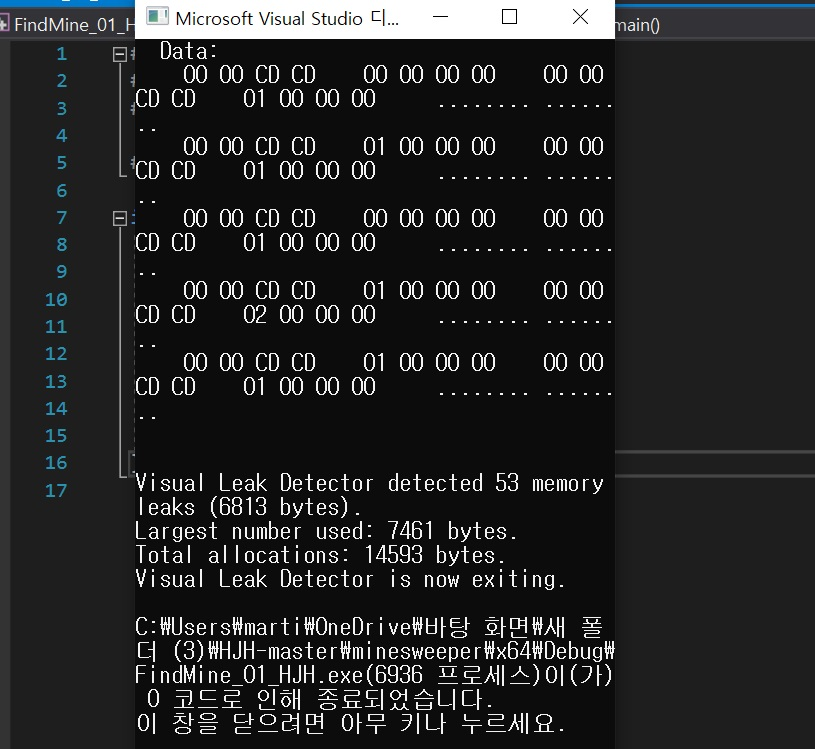 Microsoft Visual Studio 디...
FindMine_01_H
main()
1
2
3
4
5
6
7
8
9
10
11
12
13
14
15
16
17
Data:
00 00 CD CD 00 00 00 00 00 00
CD CD 01 00 00 00 ........ ......
..
00 00 CD CD 01 00 00 00 00 00
CD CD 01 00 00 00 ........ ......
..
00 00 CD CD 00 00 00 00 00 00
CD CD 01 00 00 00 ........ ......
..
00 00 CD CD 01 00 00 00 00 00
CD CD 02 00 00 00 ........ ......
..
00 00 CD CD 01 00 00 00 00 00
CD CD 01 00 00 00 ........ ......
..
Visual Leak Detector detected 53 memory
leaks (6813 bytes).
Largest number used: 7461 bytes.
Total allocations: 14593 bytes.
Visual Leak Detector is now exiting.
C:₩Users₩marti₩OneDrive₩바탕 화면₩새 폴
더 (3)₩HJH-master₩minesweeper₩x64₩Debug₩
FindMine_01_HJH.exe(6936 프로세스)이(가)
0 코드로 인해 종료되었습니다.
이 창을 닫으려면 아무 키나 누르세요.